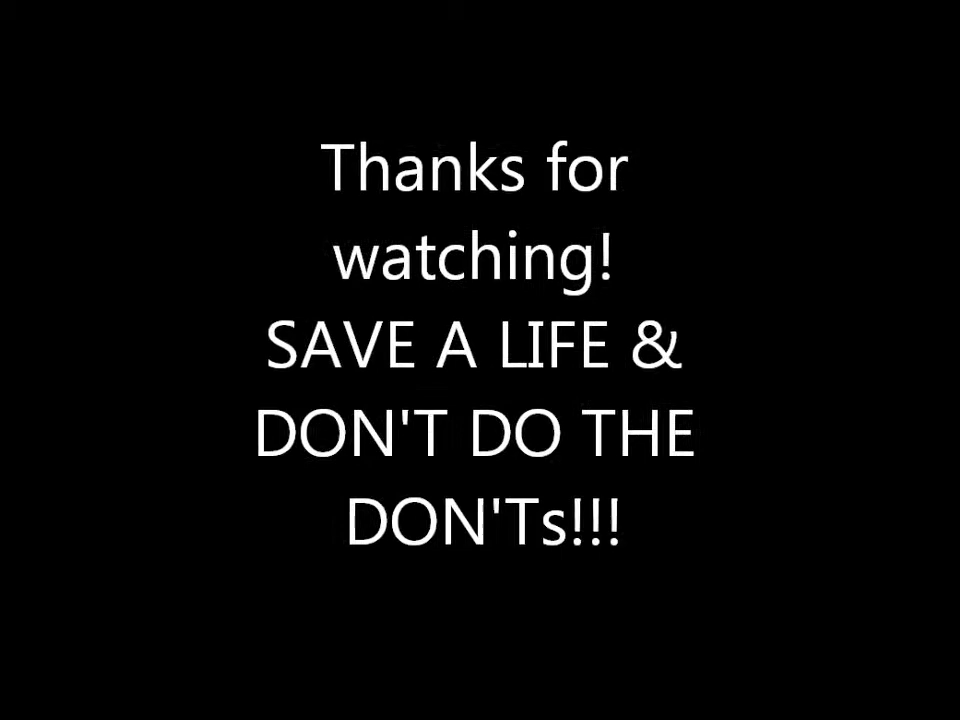 Thanks for
watching!
SAVE A LIFE &
DON'T DO THE
DON'Ts!!!